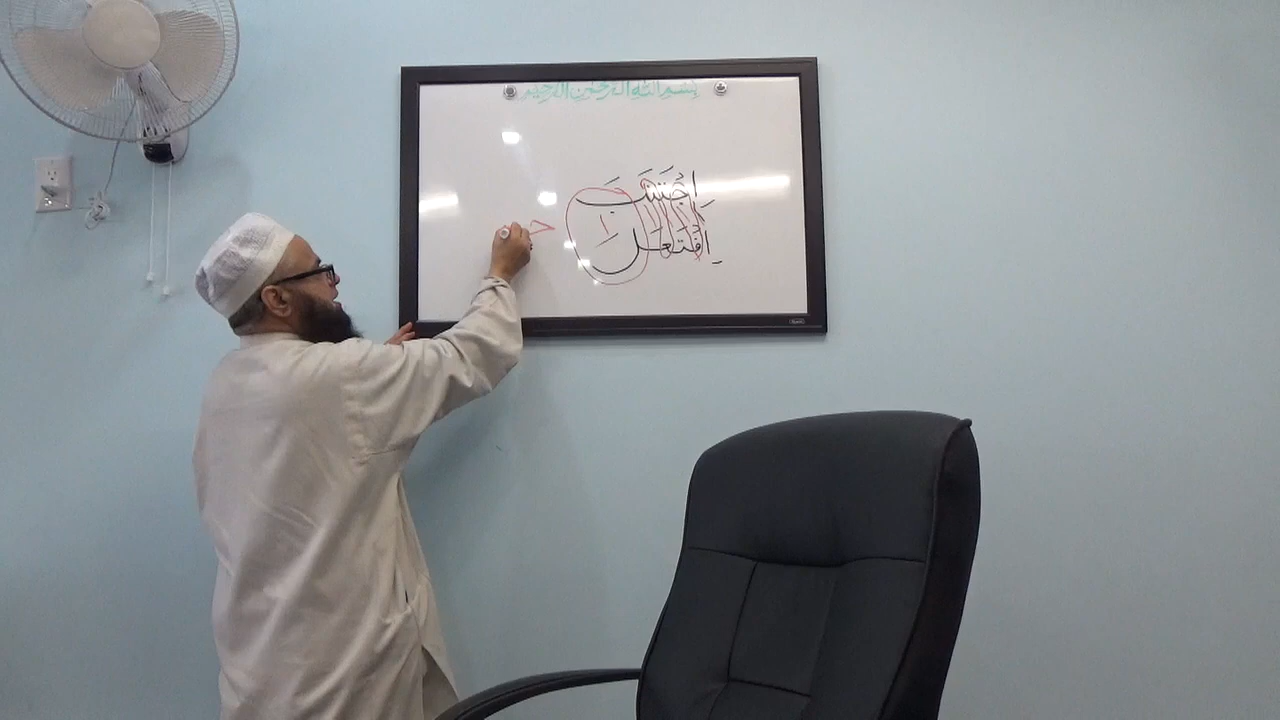 بسم الله الرحمن الرحيم
اِجْتَنَبَ
اِفْتَعَلَ